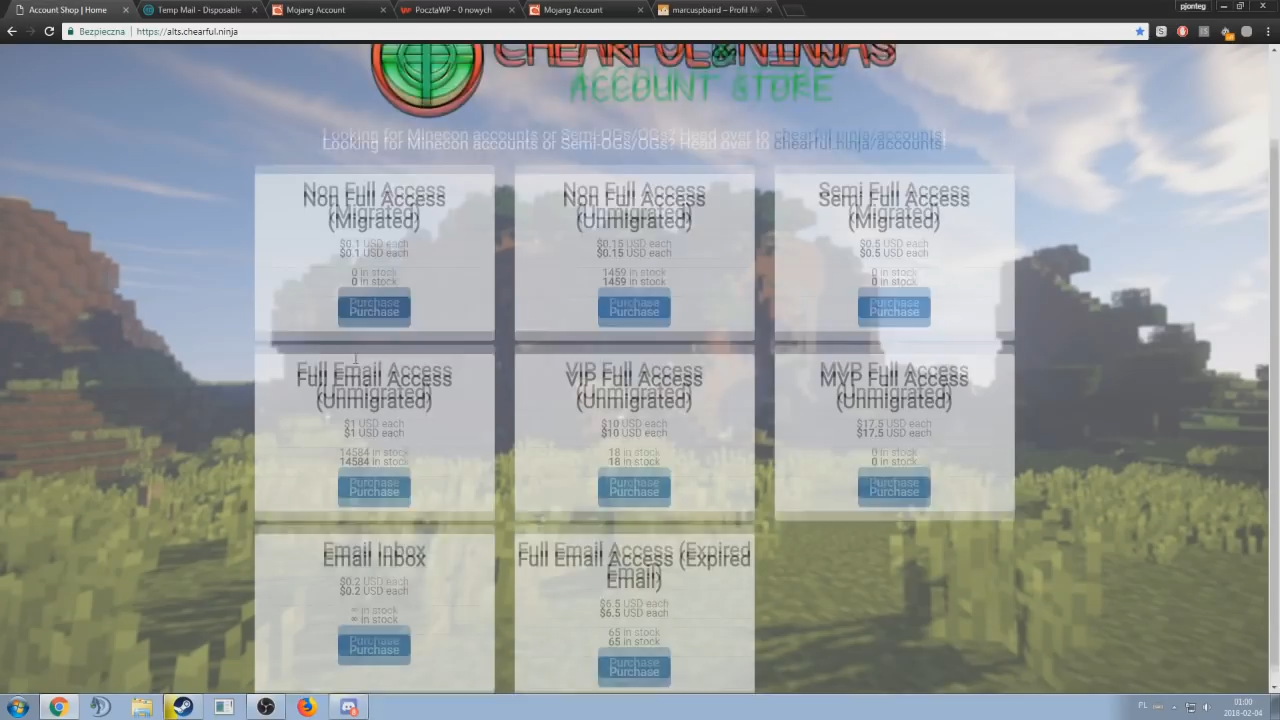 Account Shop | Home
Temp Mail - Disposable
Mojang Account
PocztaWP - 0 nowych
Mojang Account
marcuspbaird – Profil M
pjonteg
Bezpieczna
https://alts.chearful.ninja
CHEARFUL NINJAS
ACCOUNT STORE
Looking for Minecon accounts or Semi-OGs/OGs? Head over to chearful.ninja/accounts!
Non Full Access
(Migrated)
$0.1 USD each
0 in stock
Purchase
Non Full Access
(Unmigrated)
$0.15 USD each
1459 in stock
Purchase
Semi Full Access
(Migrated)
$0.5 USD each
0 in stock
Purchase
Full Email Access
(Unmigrated)
$1 USD each
14584 in stock
Purchase
VIP Full Access
(Unmigrated)
$10 USD each
18 in stock
Purchase
MVP Full Access
(Unmigrated)
$17.5 USD each
0 in stock
Purchase
Email Inbox
$0.2 USD each
∞ in stock
Purchase
Full Email Access (Expired
Email)
$6.5 USD each
65 in stock
Purchase
PL
01:00
2018-02-04